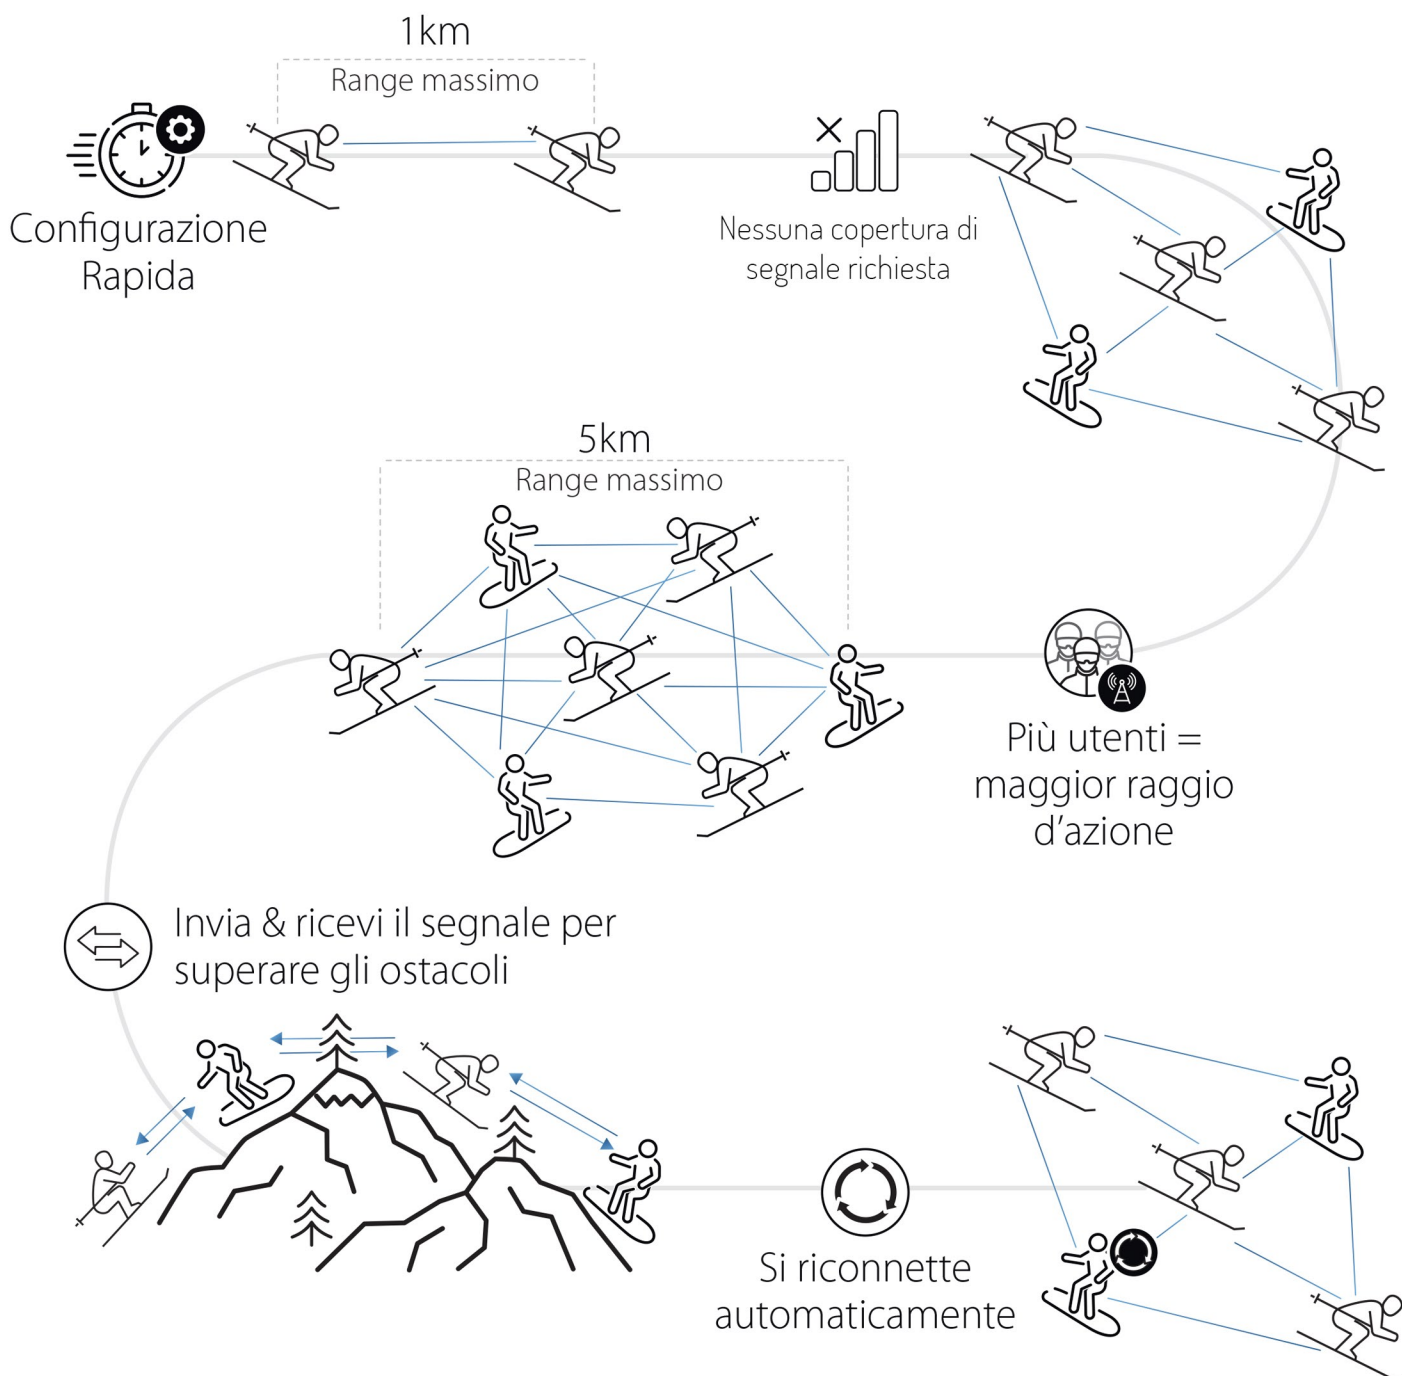 1km
Range massimo
Configurazione
Rapida
Nessuna copertura di
segnale richiesta
5km
Range massimo
Più utenti =
maggior raggio
d'azione
Invia & ricevi il segnale per
superare gli ostacoli
Si riconnette
automaticamente